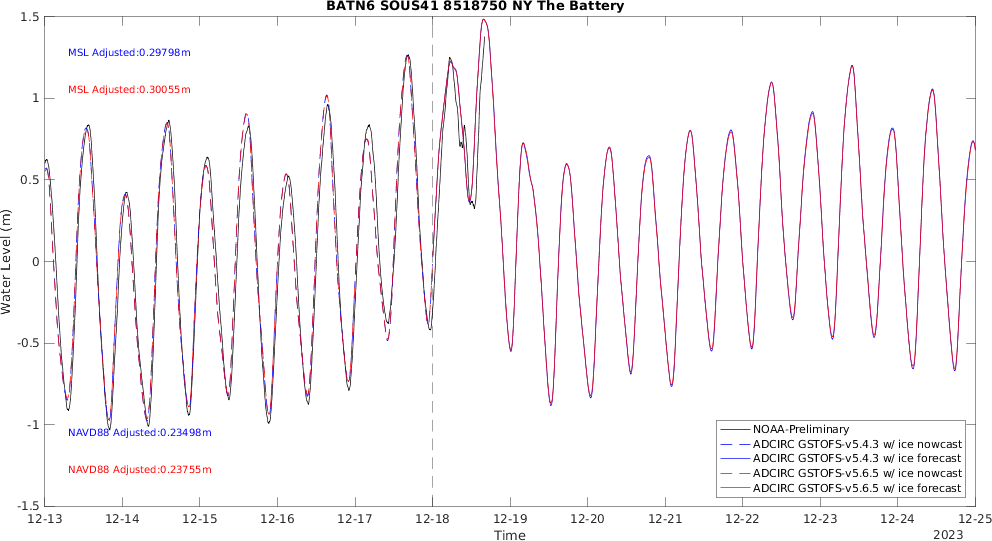 BATN6 SOUS41 8518750 NY The Battery
1.5
1
0.5
0
-0.5
-1
-1.5
Water Level (m)
MSL Adjusted:0.29798m
MSL Adjusted:0.30055m
NAVD88 Adjusted:0.23498m
NAVD88 Adjusted:0.23755m
NOAA-Preliminary
ADCIRC GSTOFS-v5.4.3 w/ ice nowcast
ADCIRC GSTOFS-v5.4.3 w/ ice forecast
ADCIRC GSTOFS-v5.6.5 w/ ice nowcast
ADCIRC GSTOFS-v5.6.5 w/ ice forecast
12-13 12-14 12-15 12-16 12-17 12-18 12-19 12-20 12-21 12-22 12-23 12-24 12-25
Time
2023